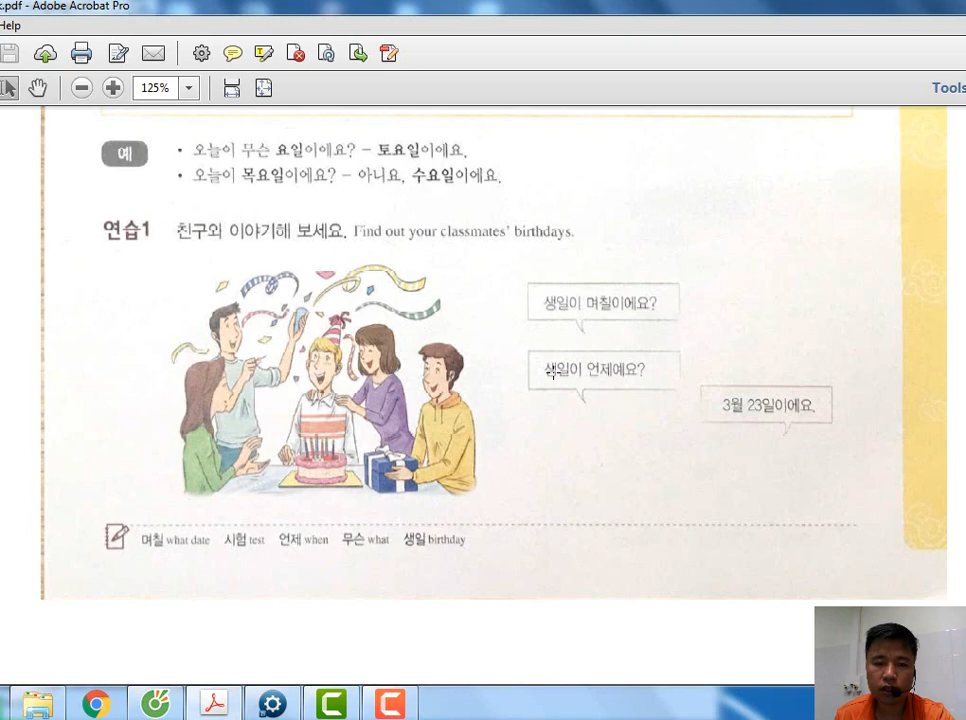 k.pdf - Adobe Acrobat Pro
Help
125%
Tools
예
• 오늘이 무슨 요일이에요? – 토요일이에요.
• 오늘이 목요일이에요? – 아니요, 수요일이에요.
연습1 친구와 이야기해 보세요. Find out your classmates' birthdays.
생일이 며칠이에요?
생일이 언제예요?
3월 23일이에요.
며칠 what date 시험 test 언제 when 무슨 what 생일 birthday